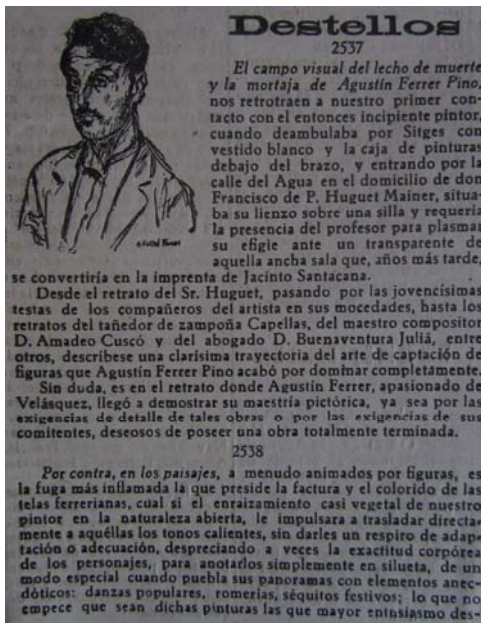 Destellos
2537
El campo visual del lecho de muerte
y la mortaja de Agustín Ferrer Pino,
nos retrotraen a nuestro primer con-
tacto con el entonces incipiente pintor,
cuando deambulaba por Sitges con
vestido blanco y la caja de pinturas
debajo del brazo, y entrando por la
calle del Agua en el domicilio de don
Francisco de P. Huguet Mainer, situa-
ba su lienzo sobre una silla y requería
la presencia del profesor para plasmar
su efigie ante un transparente de
aquella ancha sala que, años más tarde,
se convertiría en la imprenta de Jacinto Santacana.
Desde el retrato del Sr. Huguet, pasando por las jovencísimas
testas de los compañeros del artista en sus mocedades, hasta los
retratos del tañedor de zampoña Capellas, del maestro compositor
D. Amadeo Cuscó y del abogado D. Buenaventura Juliá, entre
otros, descríbese una clarísima trayectoria del arte de captación de
figuras que Agustín Ferrer Pino acabó por dominar completamente.
Sin duda, es en el retrato donde Agustín Ferrer, apasionado de
Velásquez, llegó a demostrar su maestría pictórica, ya sea por las
exigencias de detalle de tales obras o por las exigencias de sus
comitentes, deseosos de poseer una obra totalmente terminada.
2538
Por contra, en los paisajes, a menudo animados por figuras, es
la fuga más inflamada la que preside la factura y el colorido de las
telas ferrerianas, cual si el enraizamiento casi vegetal de nuestro
pintor en la naturaleza abierta, le impulsara a trasladar directa-
mente a aquéllas los tonos calientes, sin darles un respiro de adap-
tación o adecuación, despreciando a veces la exactitud corpórea
de los personajes, para anotarlos simplemente en silueta, de un
modo especial cuando puebla sus panoramas con elementos anec-
dóticos: danzas populares, romerías, séquitos festivos; lo que no
empece que sean dichas pinturas las que mayor entusiasmo des-